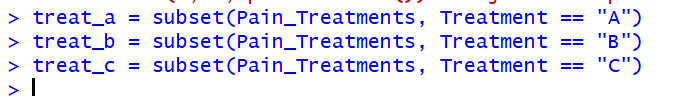 > treat_a = subset(Pain_Treatments, Treatment == "A")
> treat_b = subset(Pain_Treatments, Treatment == "B")
> treat_c = subset(Pain_Treatments, Treatment == "C")
>